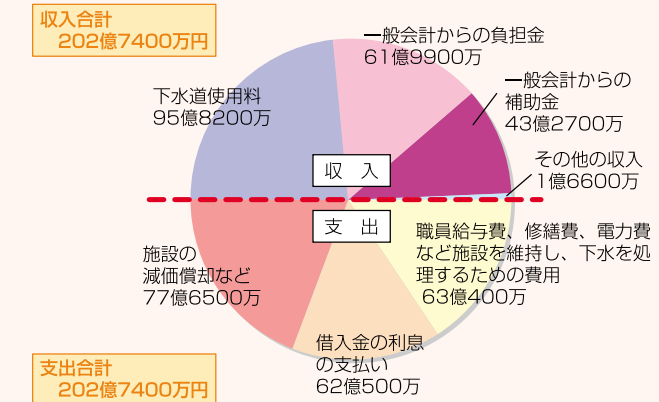 収入合計
202億7400万円
一般会計からの負担金
61億9900万
下水道使用料
95億8200万
一般会計からの
補助金
43億2700万
その他の収入
1億6600万
収　入
支　出
職員給与費、修繕費、電力費
など施設を維持し、下水を処
理するための費用
63億400万
施設の
減価償却など
77億6500万
借入金の利息
の支払い
62億500万
支出合計
202億7400万円